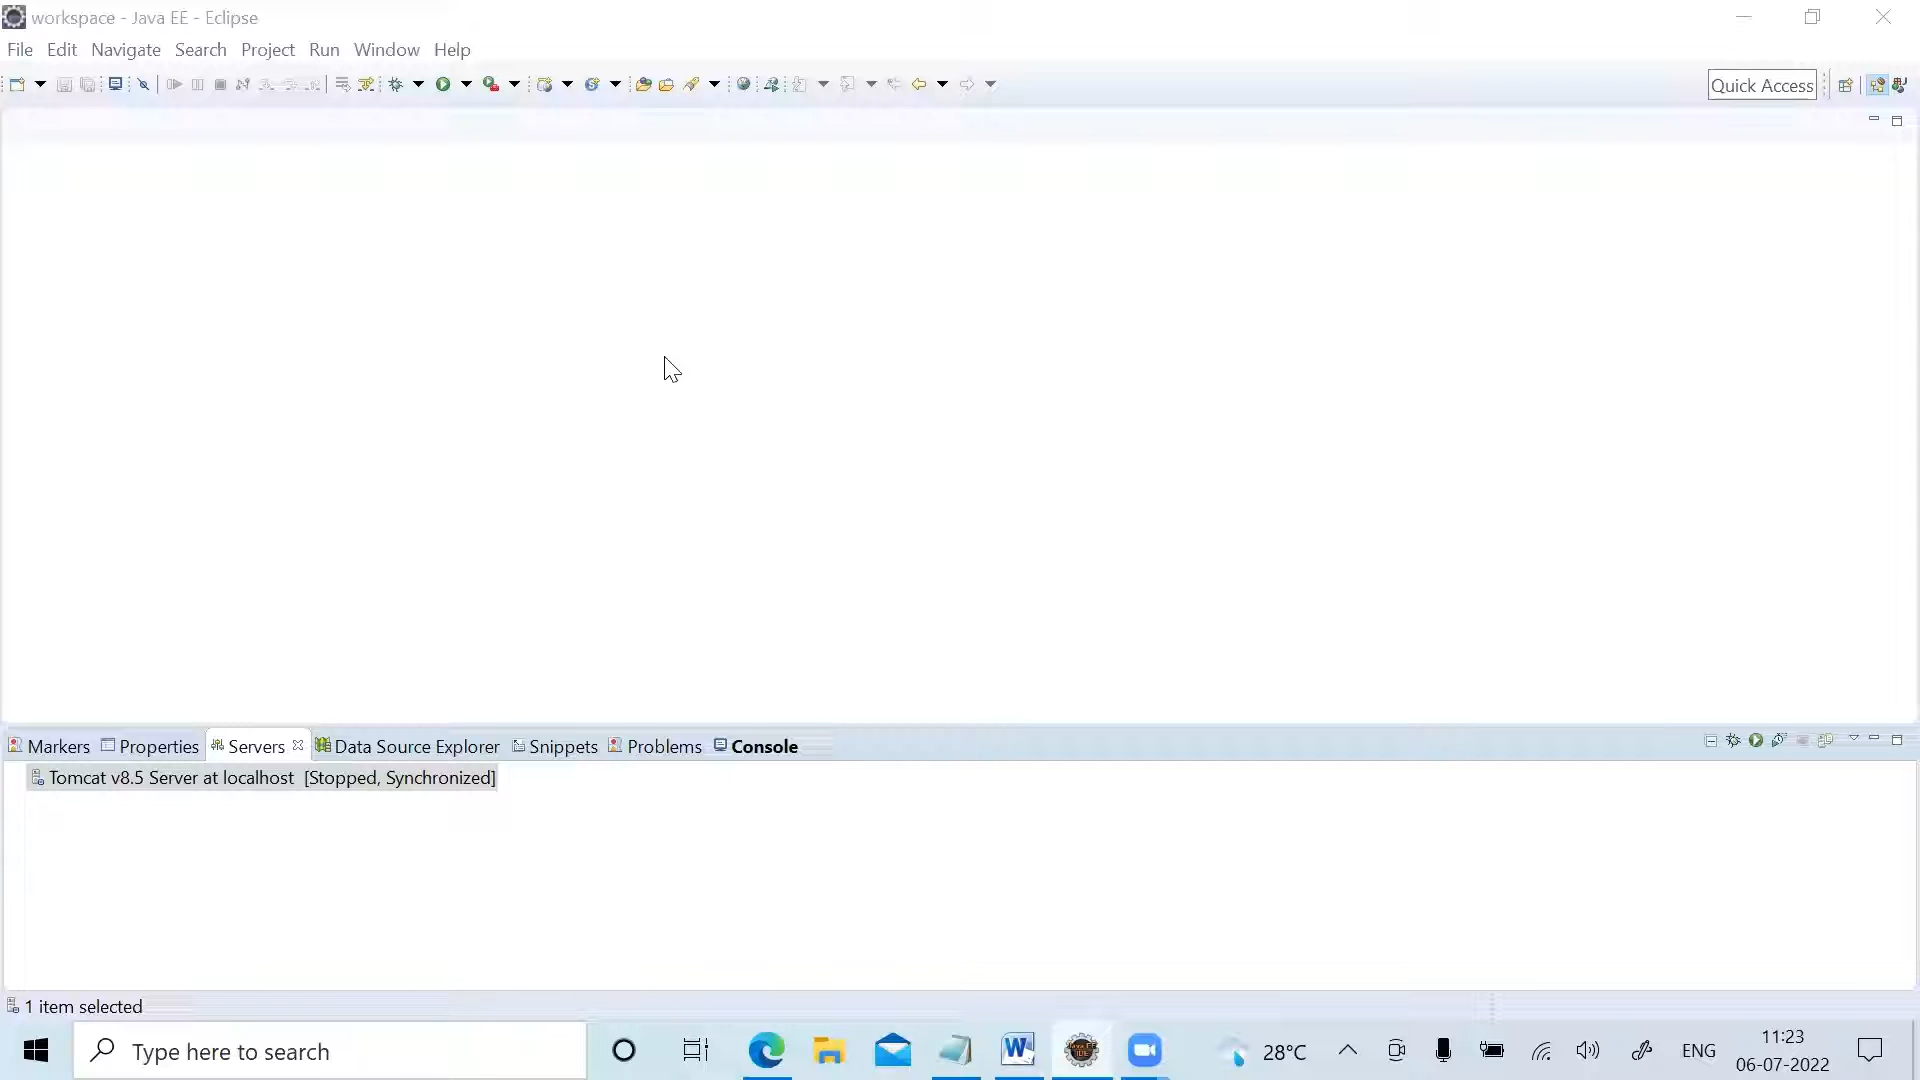 workspace - Java EE - Eclipse
File Edit Navigate Search Project Run Window Help
Quick Access
Markers Properties Servers Data Source Explorer Snippets Problems Console
Tomcat v8.5 Server at localhost [Stopped, Synchronized]
1 item selected
Type here to search
28°C
ENG
11:23
06-07-2022